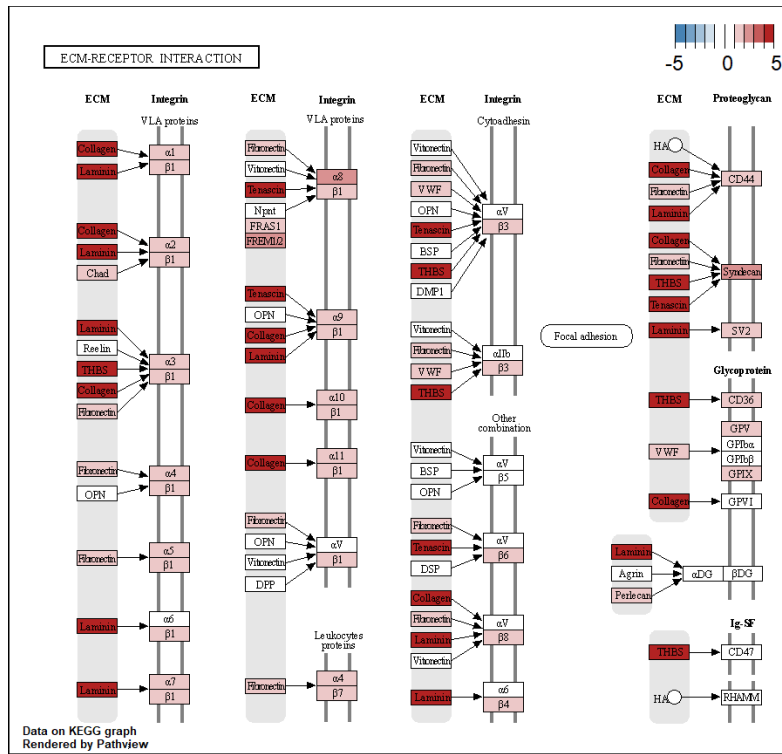 -5 0 5
ECM-RECEPTOR INTERACTION
ECM Integrin
VLA proteins
Collagen
Laminin
α1
β1
Collagen
Laminin
Chad
α2
β1
Laminin
Reelin
THBS
Collagen
Fibronectin
α3
β1
Fibronectin
OPN
α4
β1
Fibronectin
α5
β1
Laminin
α6
β1
Laminin
α7
β1
ECM Integrin
VLA proteins
Fibronectin
Vitronectin
Tenascin
Npnt
FRAS1
FREM1/2
α8
β1
Tenascin
OPN
Collagen
Laminin
α9
β1
Collagen
α10
β1
Collagen
α11
β1
Fibronectin
OPN
Vitronectin
DPP
αV
β1
Leukocytes
proteins
Fibronectin
α4
β7
ECM Integrin
Cytoadhesin
Vitronectin
Fibronectin
VWF
OPN
Tenascin
BSP
THBS
DMP1
αV
β3
Vitronectin
Fibronectin
VWF
THBS
αIIb
β3
Other
combination
Vitronectin
BSP
OPN
αV
β5
Fibronectin
Tenascin
DSP
αV
β6
Collagen
Fibronectin
Laminin
Vitronectin
αV
β8
Laminin
α6
β4
Focal adhesion
ECM Proteoglycan
HA
Collagen
Fibronectin
Laminin
CD44
Collagen
Fibronectin
THBS
Tenascin
Syndecan
Laminin
SV2
Glycoprotein
THBS
CD36
VWF
GPV
GPIbα
GPIbβ
GPIX
Collagen
GPVI
Laminin
Agrin
Perlecan
αDG βDG
Ig-SF
THBS
CD47
HA
RHAMM
Data on KEGG graph
Rendered by Pathview